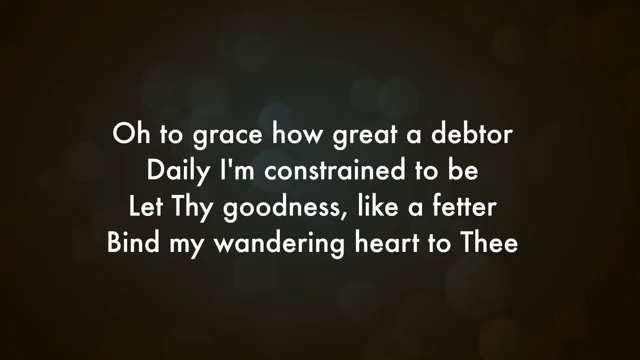 Oh to grace how great a debtor
Daily I'm constrained to be
Let Thy goodness, like a fetter
Bind my wandering heart to Thee